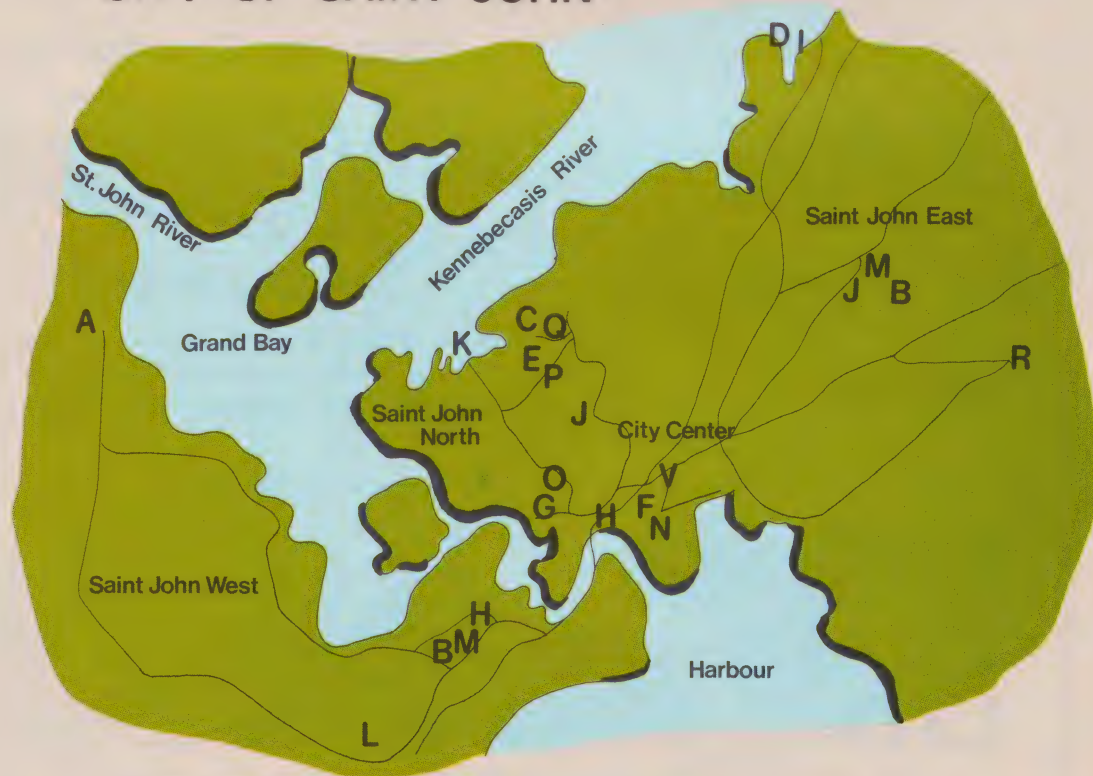 D I
St. John River
Kennebecasis River
Saint John East
M
J B
A
Grand Bay
K
C Q
E P
R
Saint John
North
J
City Center
O
V
G
H
F
N
Saint John West
H
B M
Harbour
L